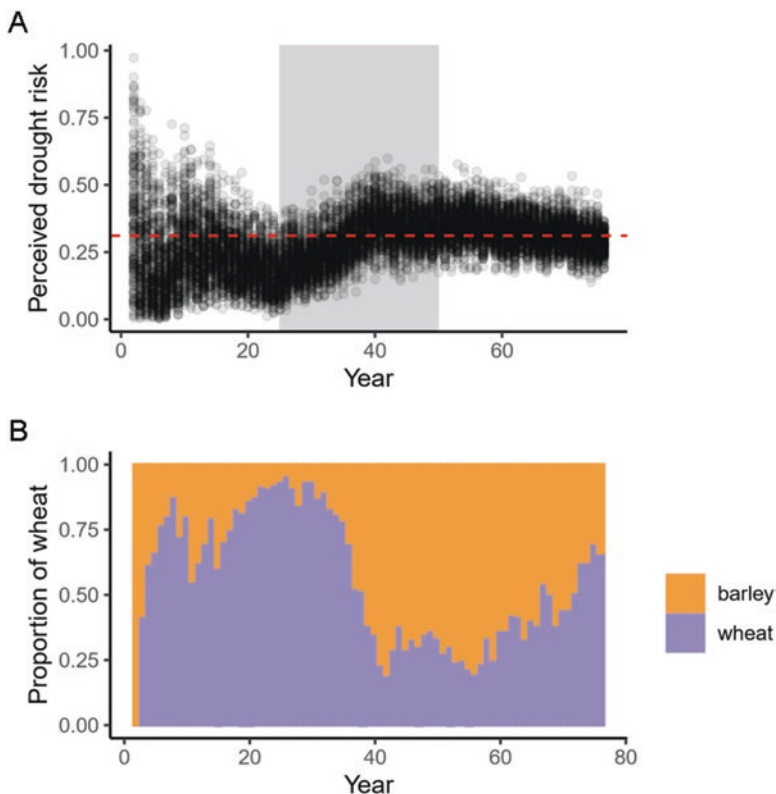 A
1.00
0.75
0.50
0.25
0.00
Perceived drought risk
0 20 40 60
Year
B
1.00
0.75
0.50
0.25
0.00
Proportion of wheat
0 20 40 60 80
Year
barley
wheat